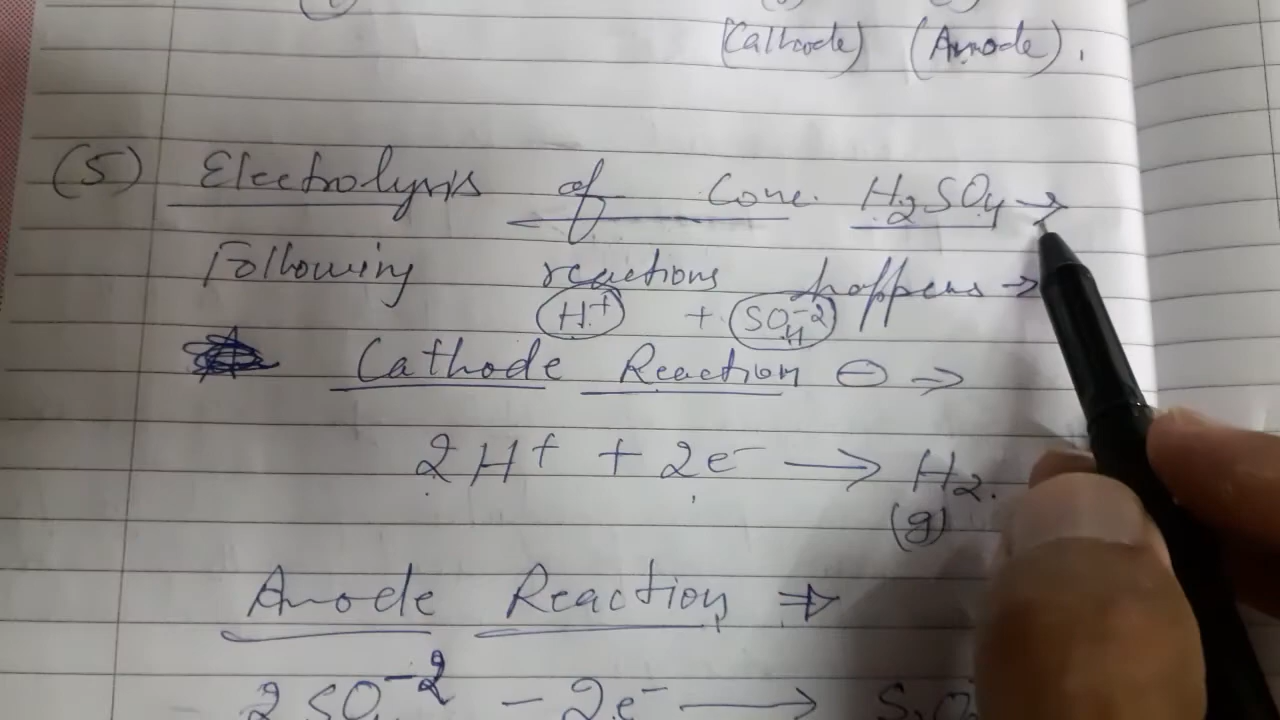 (Cathode) (Anode).
(5) Electrolysis of Conc. H₂SO₄ →
Following reactions happens →
H⁺ + SO₄⁻²
Cathode Reaction ⊖ →
2H⁺ + 2e⁻ → H₂.
(g)
Anode Reaction ⇒
2SO₄⁻² - 2e⁻ →